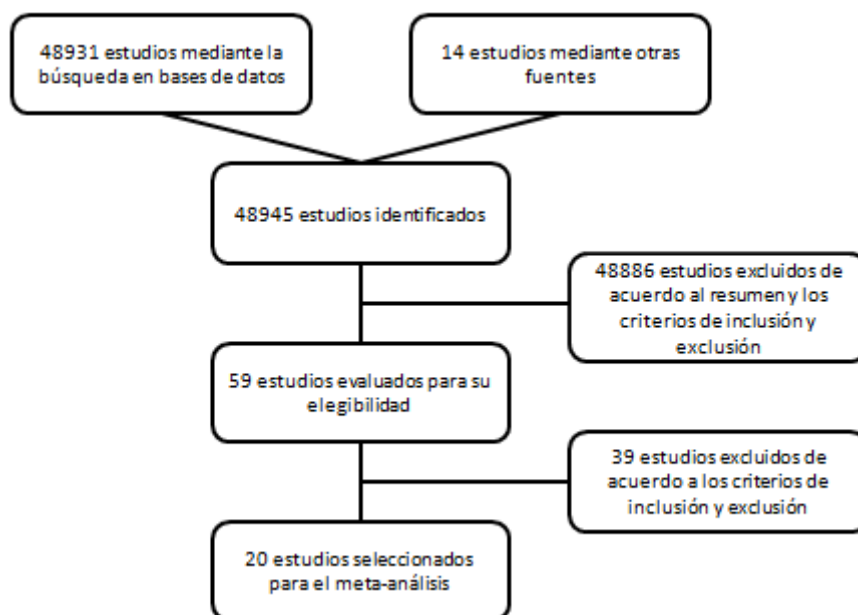 48931 estudios mediante la
búsqueda en bases de datos
14 estudios mediante otras
fuentes
48945 estudios identificados
48886 estudios excluidos de
acuerdo al resumen y los
criterios de inclusión y
exclusión
59 estudios evaluados para su
elegibilidad
39 estudios excluidos de
acuerdo a los criterios de
inclusión y exclusión
20 estudios seleccionados
para el meta-análisis